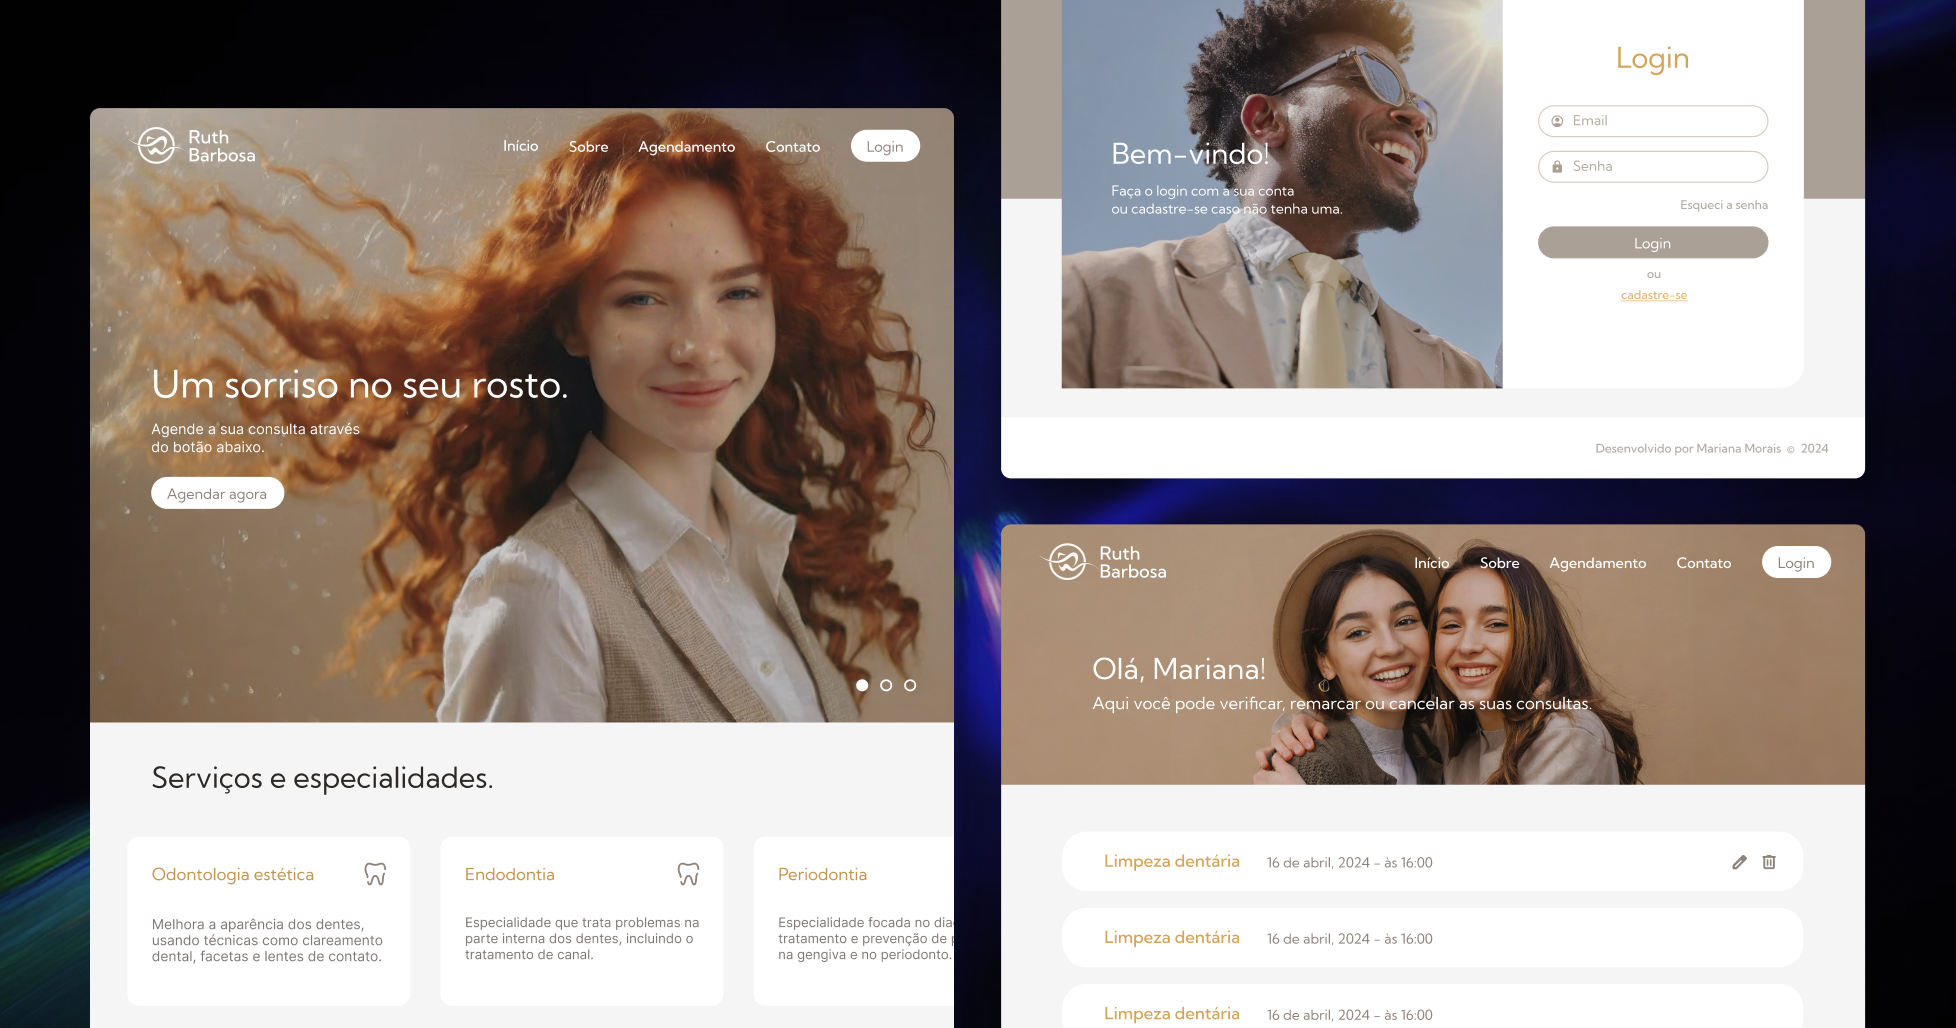 Ruth
Barbosa
Início
Sobre
Agendamento
Contato
Login
Um sorriso no seu rosto.
Agende a sua consulta através
do botão abaixo.
Agendar agora
Serviços e especialidades.
Odontologia estética
Melhora a aparência dos dentes,
usando técnicas como clareamento
dental, facetas e lentes de contato.
Endodontia
Especialidade que trata problemas na
parte interna dos dentes, incluindo o
tratamento de canal.
Periodontia
Especialidade focada no dia
tratamento e prevenção de p
na gengiva e no periodonto.
Bem-vindo!
Faça o login com a sua conta
ou cadastre-se caso não tenha uma.
Login
Email
Senha
Esqueci a senha
Login
ou
cadastre-se
Desenvolvido por Mariana Morais © 2024
Ruth
Barbosa
Início
Sobre
Agendamento
Contato
Login
Olá, Mariana!
Aqui você pode verificar, remarcar ou cancelar as suas consultas.
Limpeza dentária
16 de abril, 2024 - às 16:00
Limpeza dentária
16 de abril, 2024 - às 16:00
Limpeza dentária
16 de abril, 2024 - às 16:00